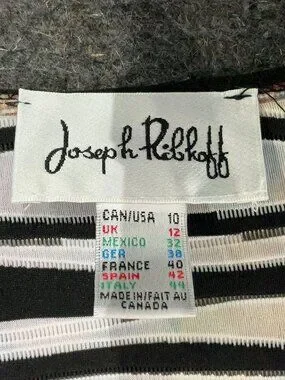 Joseph Ribkoff
CAN/USA 10
UK 12
MEXICO 32
GER 38
FRANCE 40
SPAIN 42
ITALY 44
MADE IN/FAIT AU
CANADA